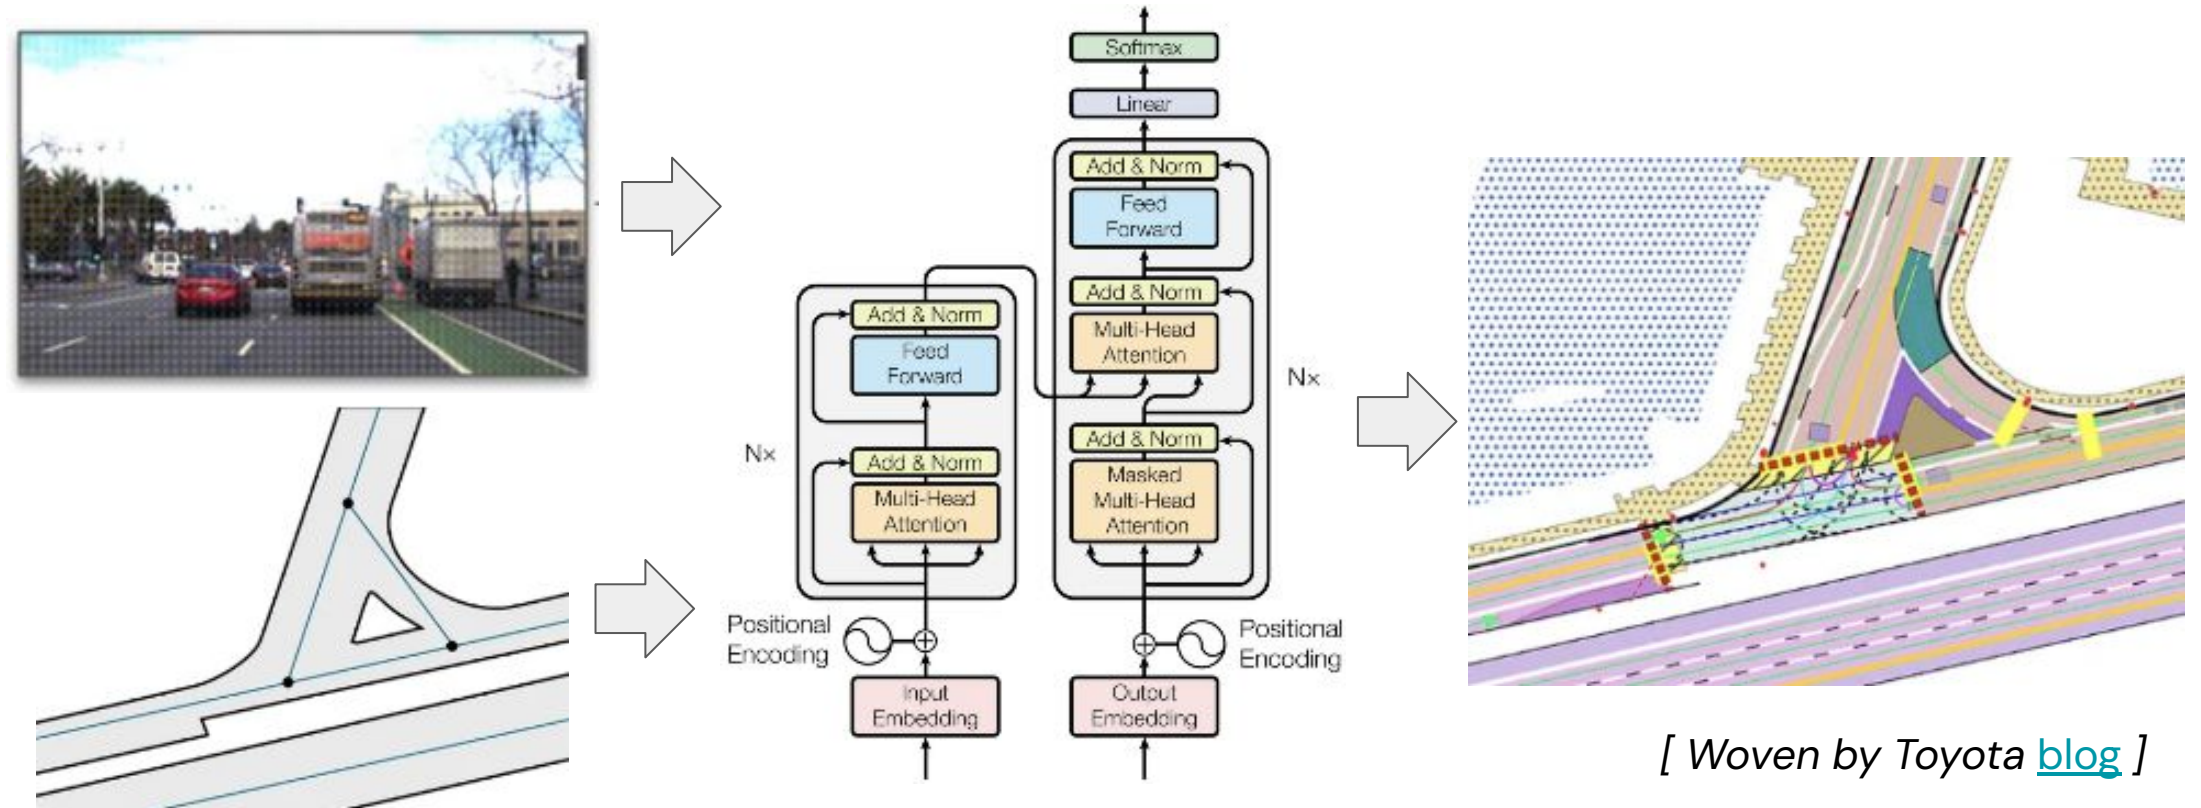 Softmax
Linear
Add & Norm
Feed
Forward
Add & Norm
Multi-Head
Attention
Add & Norm
Masked
Multi-Head
Attention
N×
Positional
Encoding
Output
Embedding
Add & Norm
Feed
Forward
Add & Norm
Multi-Head
Attention
N×
Positional
Encoding
Input
Embedding
[ Woven by Toyota blog ]